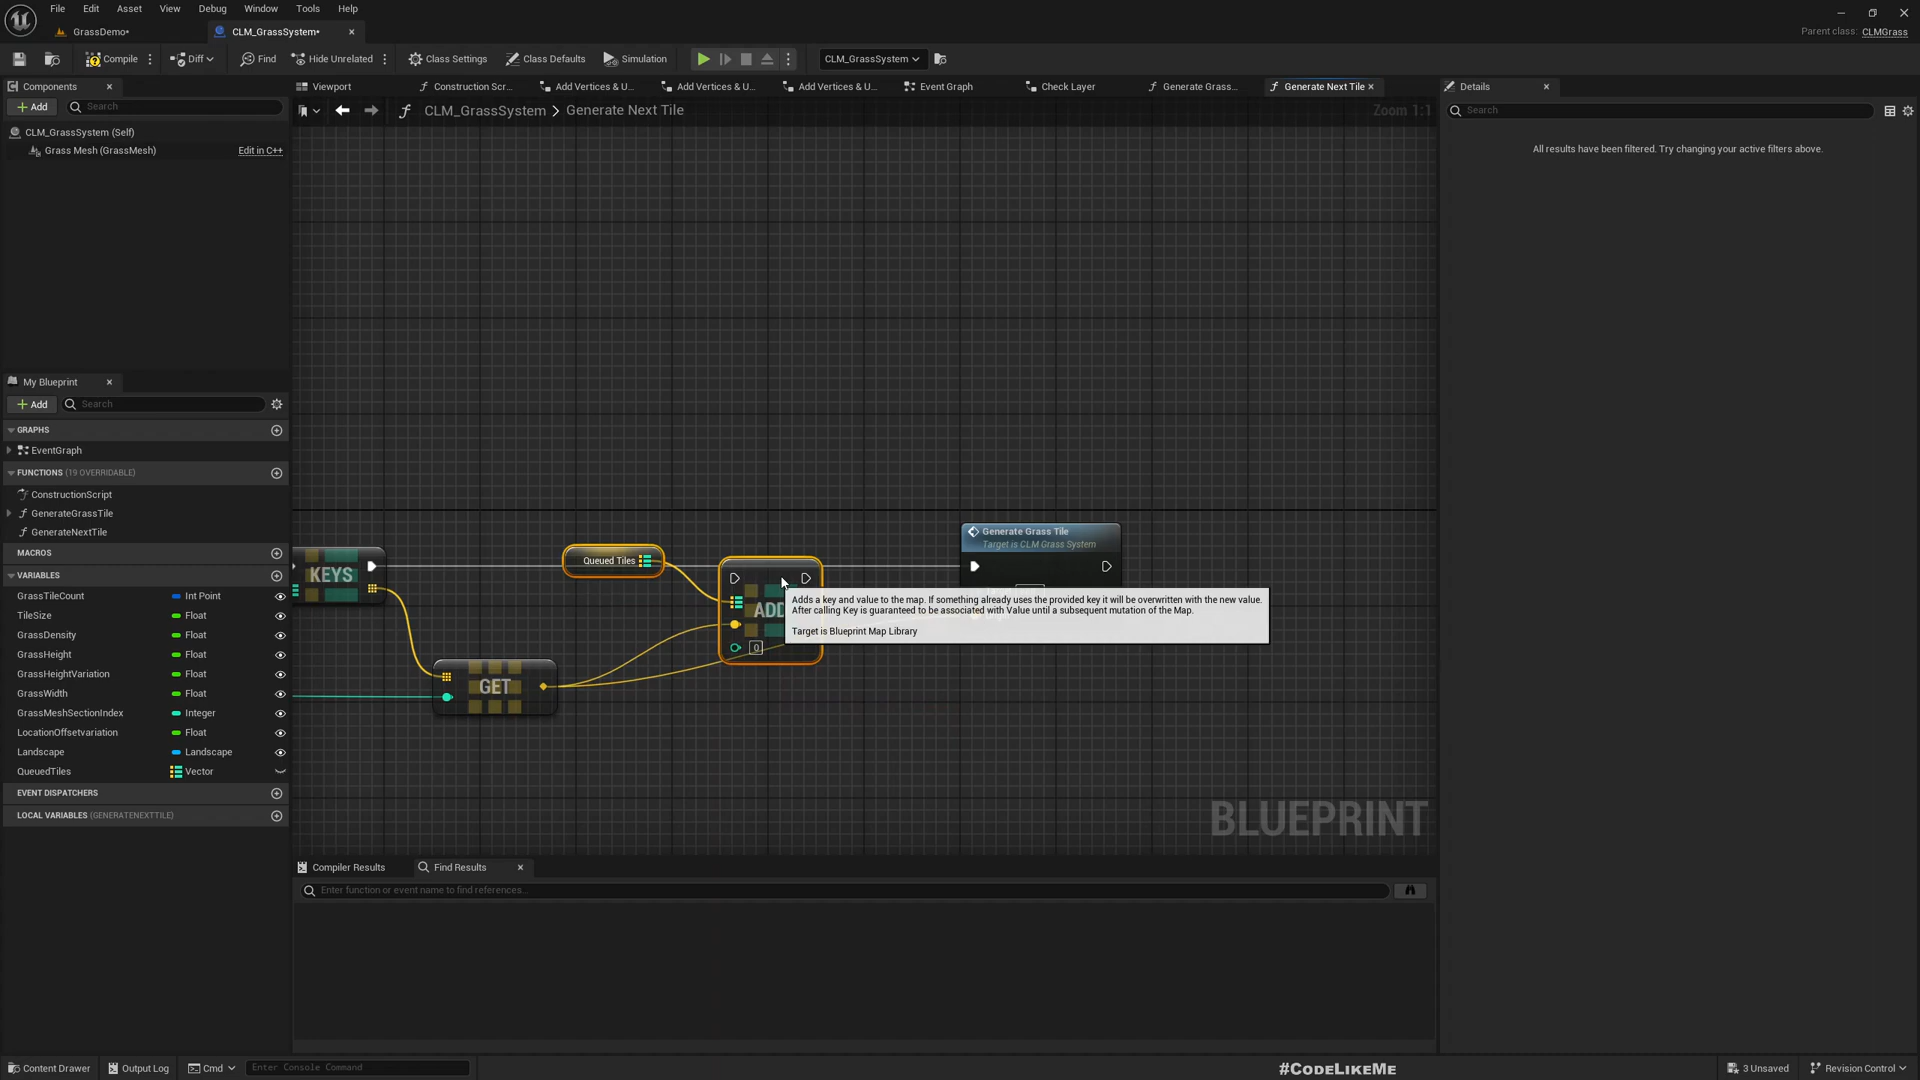 File Edit Asset View Debug Window Tools Help
GrassDemo* CLM_GrassSystem* Parent class: CLMGrass
Compile Diff Find Hide Unrelated Class Settings Class Defaults Simulation CLM_GrassSystem
Components Viewport Construction Scr... Add Vertices & U... Add Vertices & U... Add Vertices & U... Event Graph Check Layer Generate Grass... Generate Next Tile Details
+ Add Search CLM_GrassSystem > Generate Next Tile Zoom 1:1 Search
CLM_GrassSystem (Self)
Grass Mesh (GrassMesh) Edit in C++
All results have been filtered. Try changing your active filters above.
My Blueprint
+ Add Search
GRAPHS
EventGraph
FUNCTIONS (19 OVERRIDABLE)
ConstructionScript
GenerateGrassTile
GenerateNextTile
MACROS
VARIABLES
GrassTileCount Int Point
TileSize Float
GrassDensity Float
GrassHeight Float
GrassHeightVariation Float
GrassWidth Float
GrassMeshSectionIndex Integer
LocationOffsetvariation Float
Landscape Landscape
QueuedTiles Vector
EVENT DISPATCHERS
LOCAL VARIABLES (GENERATENEXTTILE)
KEYS
Queued Tiles
Generate Grass Tile
Target is CLM Grass System
ADD
0
GET
Adds a key and value to the map. If something already uses the provided key it will be overwritten with the new value.
After calling Key is guaranteed to be associated with Value until a subsequent mutation of the Map.
Target is Blueprint Map Library
BLUEPRINT
Compiler Results Find Results
Enter function or event name to find references...
Content Drawer Output Log Cmd Enter Console Command #CODELIKEME 3 Unsaved Revision Control